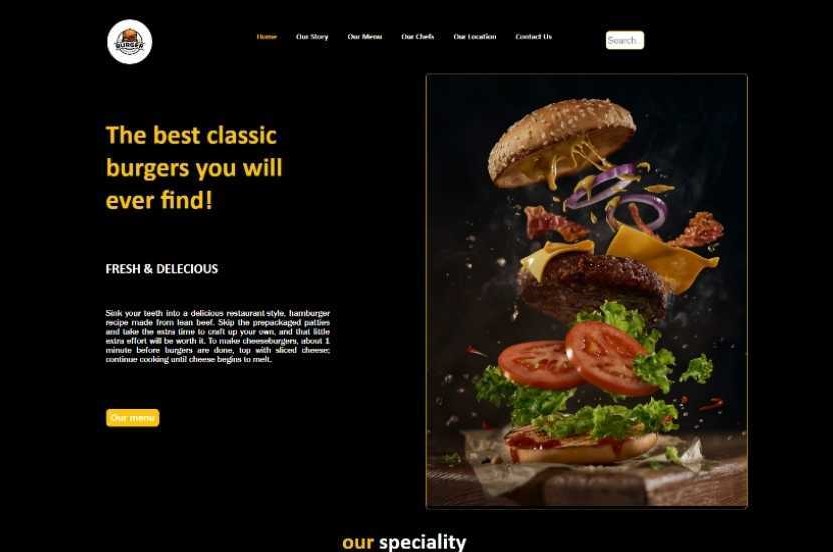 BURGER
Home Our Story Our Menu Our Chefs Our Location Contact Us
Search...
The best classic
burgers you will
ever find!
FRESH & DELECIOUS
Sink your teeth into a delicious restaurant-style, hamburger
recipe made from lean beef. Skip the prepackaged patties
and take the extra time to craft up your own, and that little
extra effort will be worth it. To make cheeseburgers, about 1
minute before burgers are done, top with sliced cheese;
continue cooking until cheese begins to melt.
Our menu
our speciality